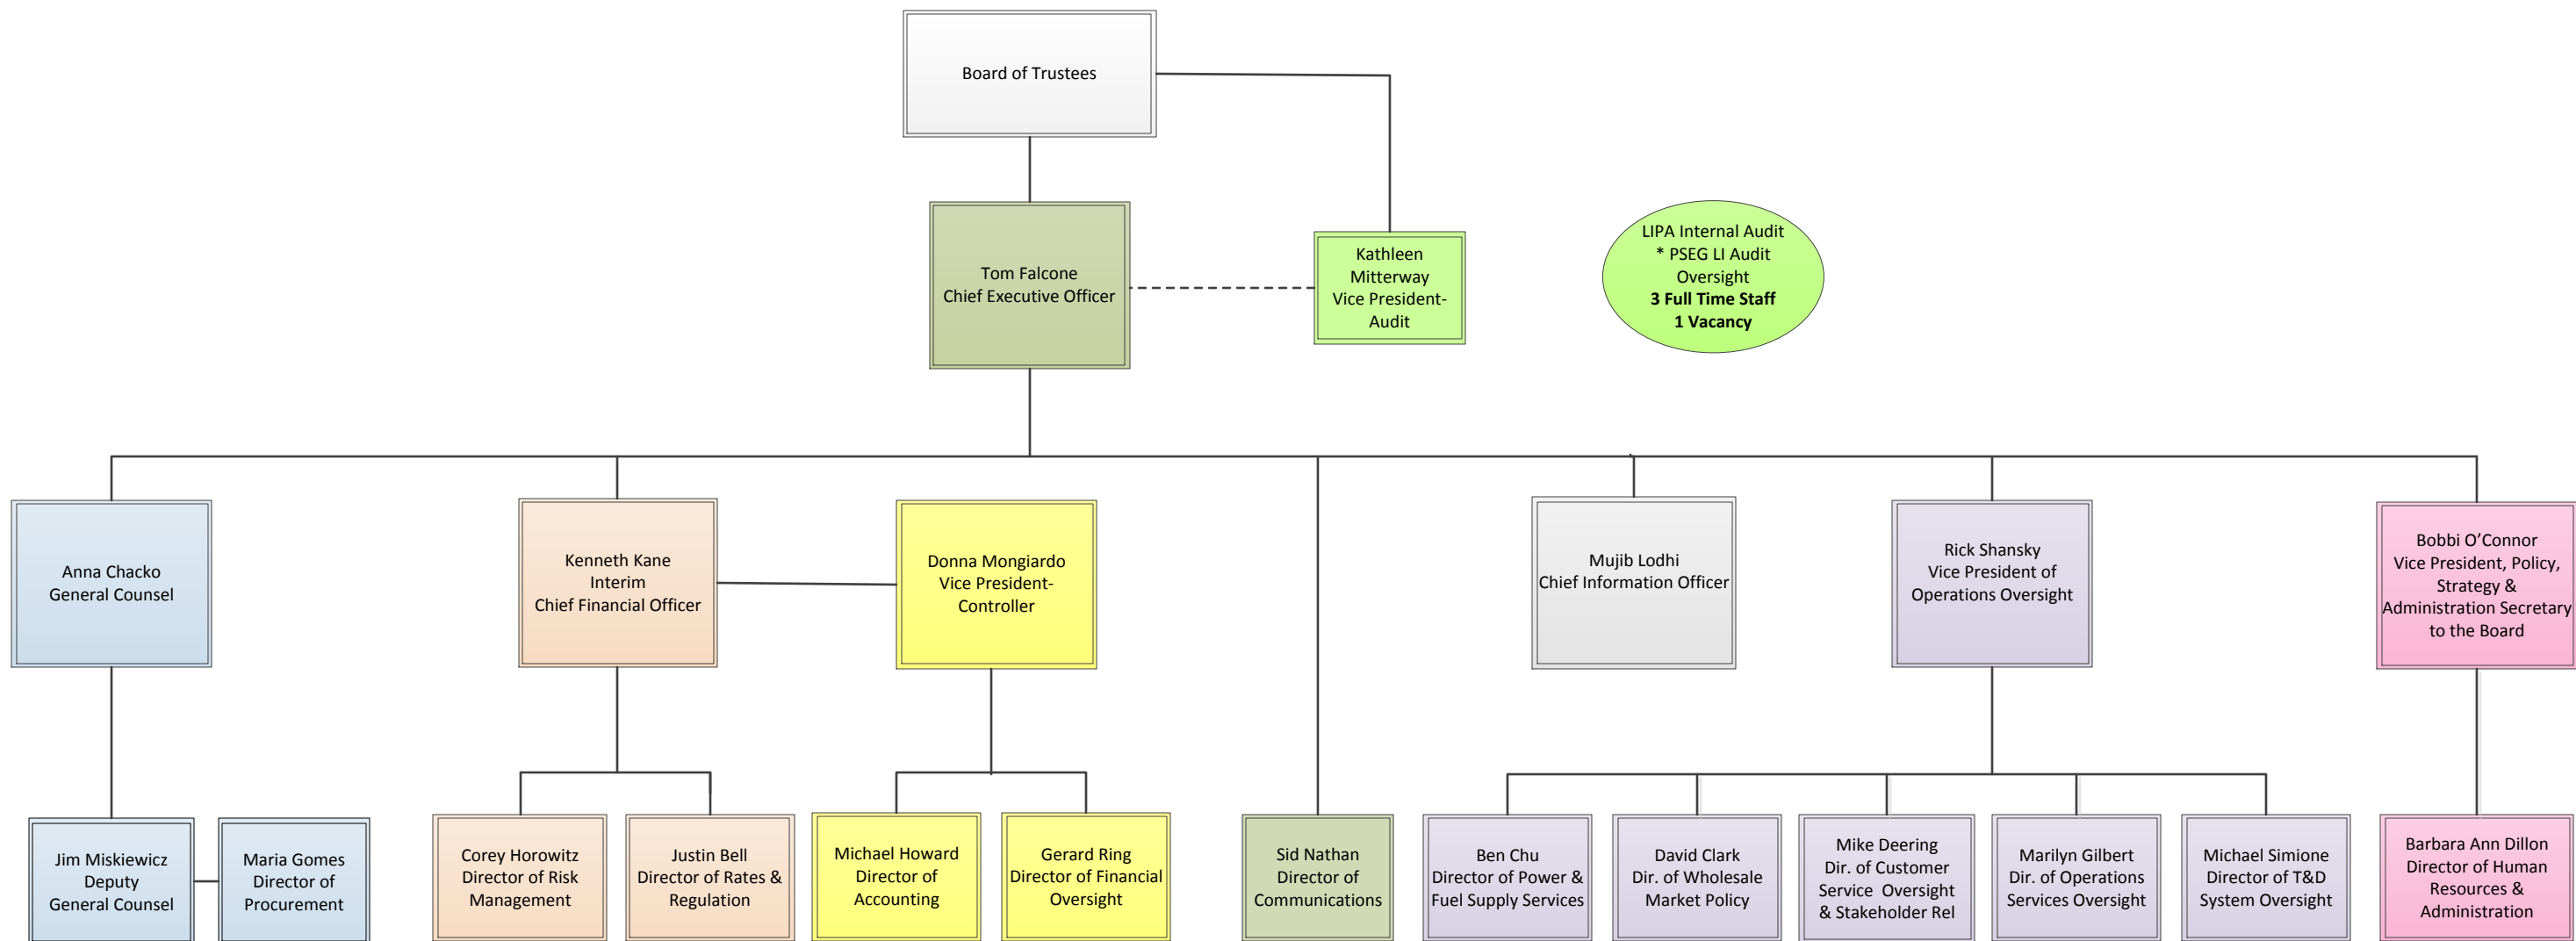 Board of Trustees
Tom Falcone
Chief Executive Officer
Kathleen
Mitterway
Vice President-
Audit
LIPA Internal Audit
* PSEG LI Audit
Oversight
3 Full Time Staff
1 Vacancy
Anna Chacko
General Counsel
Kenneth Kane
Interim
Chief Financial Officer
Donna Mongiardo
Vice President-
Controller
Mujib Lodhi
Chief Information Officer
Rick Shansky
Vice President of
Operations Oversight
Bobbi O’Connor
Vice President, Policy,
Strategy &
Administration Secretary
to the Board
Jim Miskiewicz
Deputy
General Counsel
Maria Gomes
Director of
Procurement
Corey Horowitz
Director of Risk
Management
Justin Bell
Director of Rates &
Regulation
Michael Howard
Director of
Accounting
Gerard Ring
Director of Financial
Oversight
Sid Nathan
Director of
Communications
Ben Chu
Director of Power &
Fuel Supply Services
David Clark
Dir. of Wholesale
Market Policy
Mike Deering
Dir. of Customer
Service Oversight
& Stakeholder Rel
Marilyn Gilbert
Dir. of Operations
Services Oversight
Michael Simione
Director of T&D
System Oversight
Barbara Ann Dillon
Director of Human
Resources &
Administration